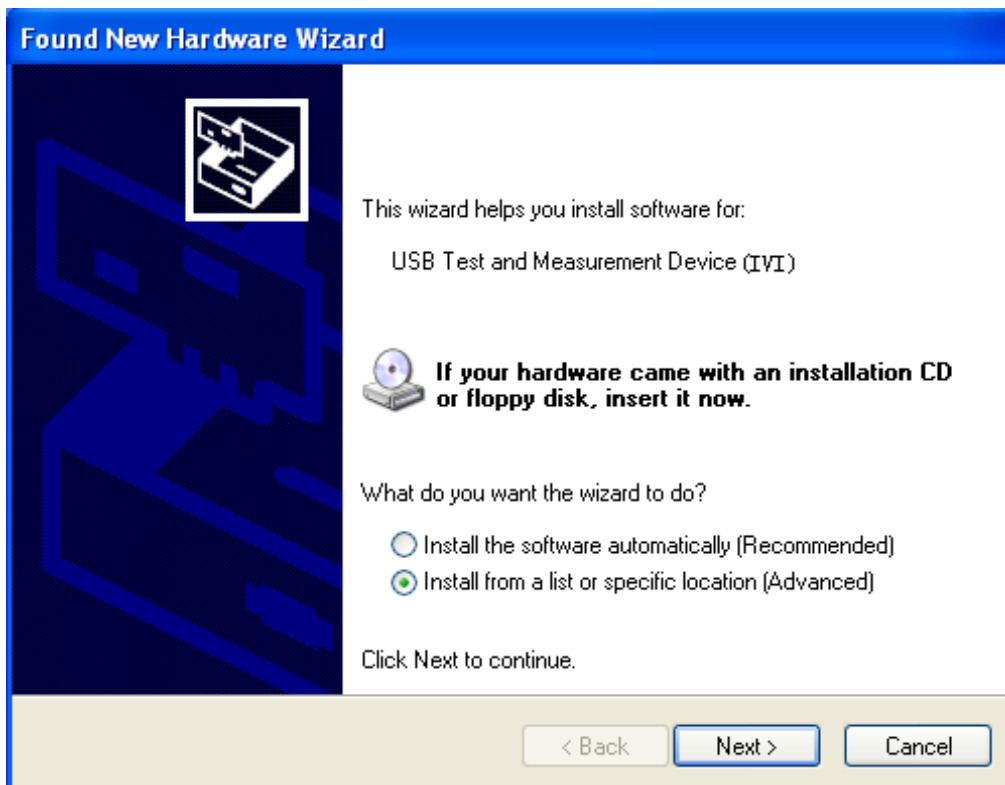 Found New Hardware Wizard
This wizard helps you install software for:
USB Test and Measurement Device (IVI)
If your hardware came with an installation CD
or floppy disk, insert it now.
What do you want the wizard to do?
Install the software automatically (Recommended)
Install from a list or specific location (Advanced)
Click Next to continue.
< Back
Next >
Cancel